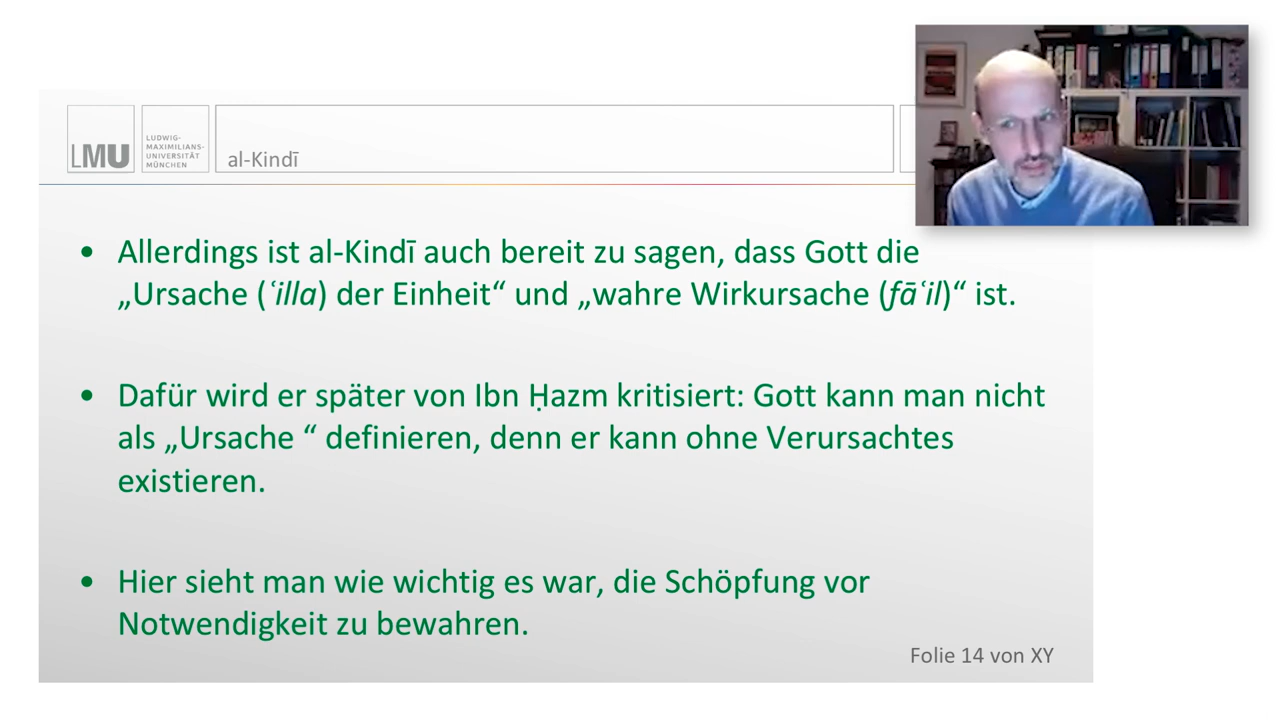 LMU
LUDWIG-
MAXIMILIANS-
UNIVERSITÄT
MÜNCHEN
al-Kindī
• Allerdings ist al-Kindī auch bereit zu sagen, dass Gott die
„Ursache (ʿilla) der Einheit“ und „wahre Wirkursache (fāʿil)“ ist.
• Dafür wird er später von Ibn Ḥazm kritisiert: Gott kann man nicht
als „Ursache “ definieren, denn er kann ohne Verursachtes
existieren.
• Hier sieht man wie wichtig es war, die Schöpfung vor
Notwendigkeit zu bewahren.
Folie 14 von XY